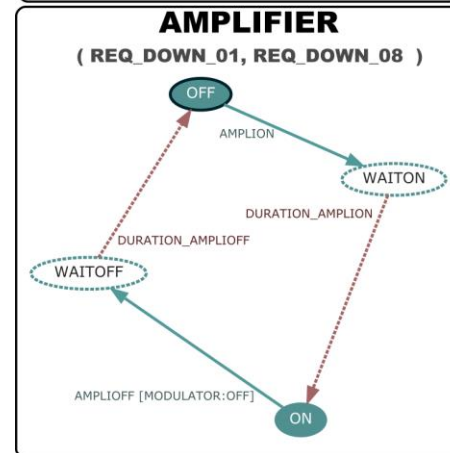 AMPLIFIER
( REQ_DOWN_01, REQ_DOWN_08 )
OFF
AMPLION
WAITON
DURATION_AMPLION
DURATION_AMPLIOFF
WAITOFF
AMPLIOFF [MODULATOR:OFF]
ON